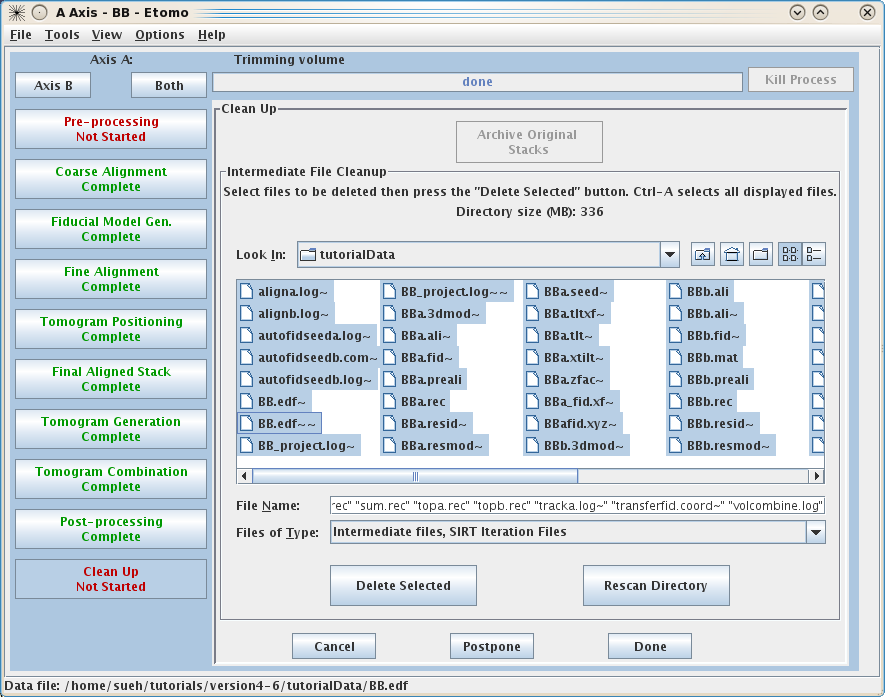 A Axis - BB - Etomo
File Tools View Options Help
Axis A:
Trimming volume
Axis B
Both
done
Kill Process
Pre-processing
Not Started
Coarse Alignment
Complete
Fiducial Model Gen.
Complete
Fine Alignment
Complete
Tomogram Positioning
Complete
Final Aligned Stack
Complete
Tomogram Generation
Complete
Tomogram Combination
Complete
Post-processing
Complete
Clean Up
Not Started
Clean Up
Archive Original
Stacks
Intermediate File Cleanup
Select files to be deleted then press the "Delete Selected" button. Ctrl-A selects all displayed files.
Directory size (MB): 336
Look In: tutorialData
aligna.log~ BB_project.log~~ BBa.seed~ BBb.ali
alignb.log~ BBa.3dmod~ BBa.tltxf~ BBb.ali~
autofidseeda.log~ BBa.ali~ BBa.tlt~ BBb.fid~
autofidseedb.com~ BBa.fid~ BBa.xtilt~ BBb.mat
autofidseedb.log~ BBa.preali BBa.zfac~ BBb.preali
BB.edf~ BBa.rec BBa_fid.xf~ BBb.rec
BB.edf~~ BBa.resid~ BBafid.xyz~ BBb.resid~
BB_project.log~ BBa.resmod~ BBb.3dmod~ BBb.resmod~
File Name: rec" "sum.rec" "topa.rec" "topb.rec" "tracka.log~" "transferfid.coord~" "volcombine.log"
Files of Type: Intermediate files, SIRT Iteration Files
Delete Selected
Rescan Directory
Cancel
Postpone
Done
Data file: /home/sueh/tutorials/version4-6/tutorialData/BB.edf